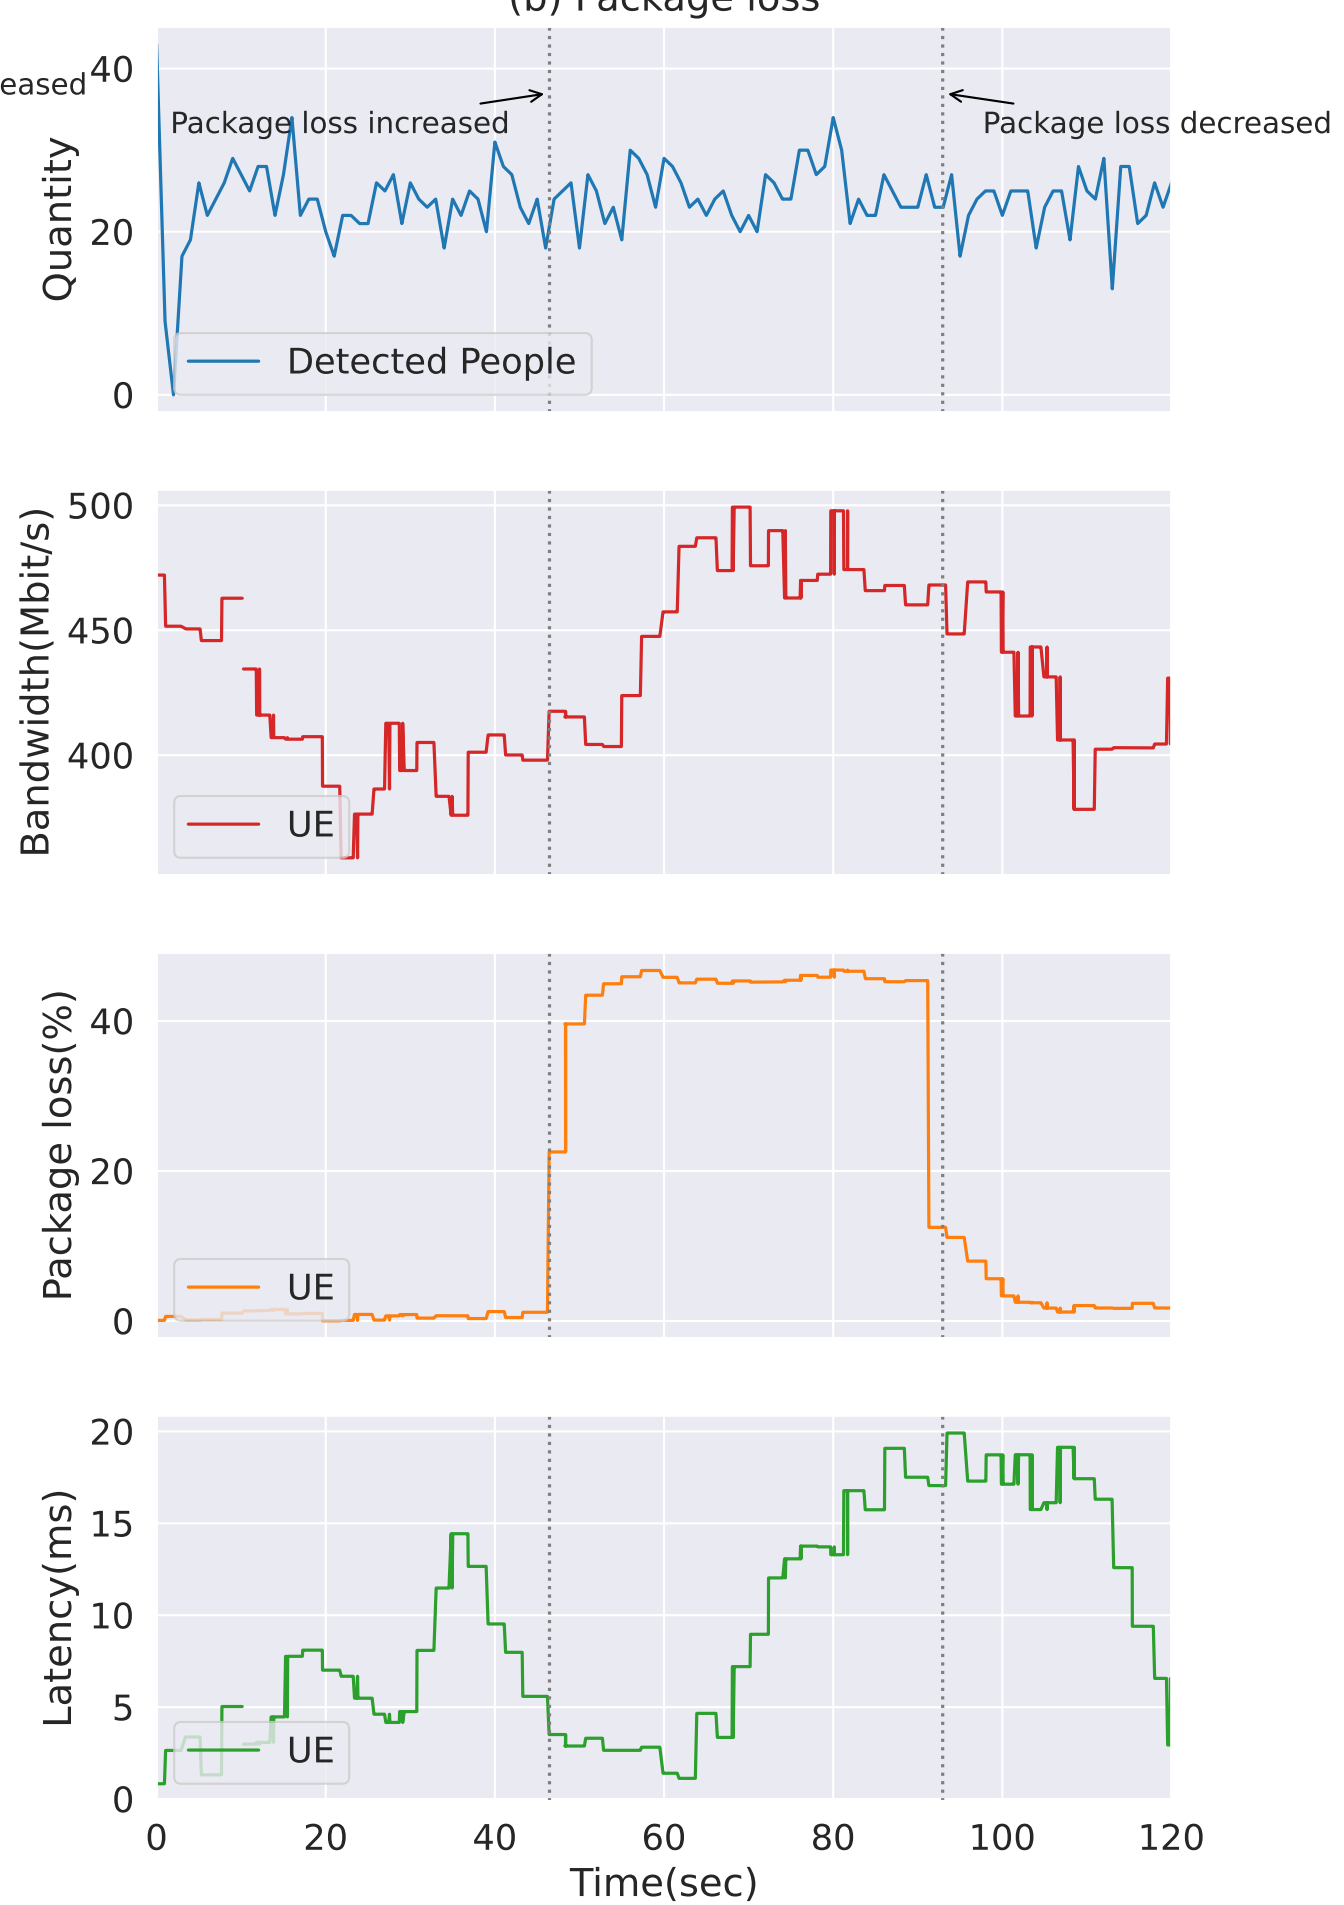 (b) Package loss
eased
40
Package loss increased
Package loss decreased
Quantity
20
Detected People
0
500
Bandwidth(Mbit/s)
450
400
UE
40
Package loss(%)
20
UE
0
20
15
Latency(ms)
10
5
UE
0
0 20 40 60 80 100 120
Time(sec)